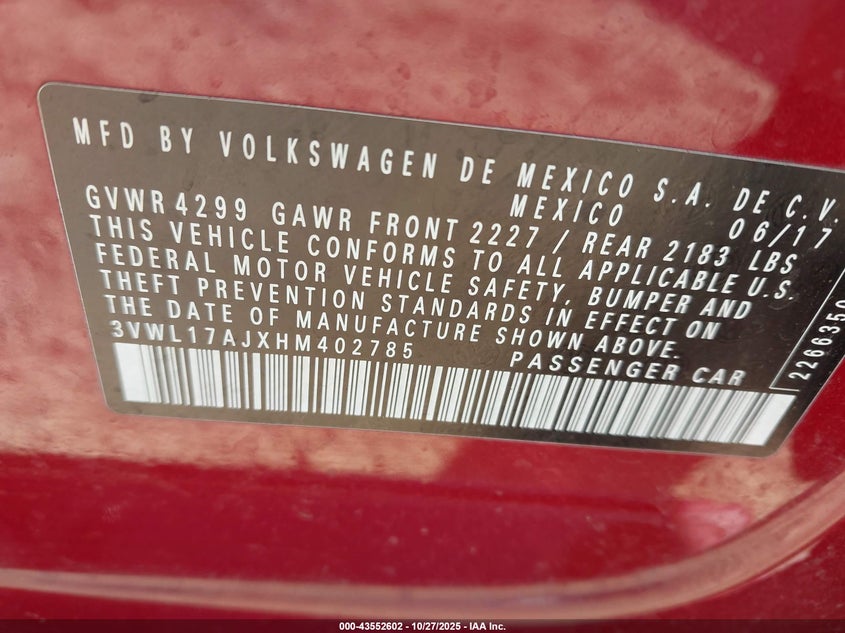 MFD BY VOLKSWAGEN DE MEXICO S.A. DE C.V.
MEXICO 06/17
GVWR 4299 GAWR FRONT 2227 / REAR 2183 LBS
THIS VEHICLE CONFORMS TO ALL APPLICABLE U.S.
FEDERAL MOTOR VEHICLE SAFETY, BUMPER AND
THEFT PREVENTION STANDARDS IN EFFECT ON
THE DATE OF MANUFACTURE SHOWN ABOVE.
3VWL17AJXHM402785 PASSENGER CAR
2266350
000-43552602 - 10/27/2025 - IAA Inc.